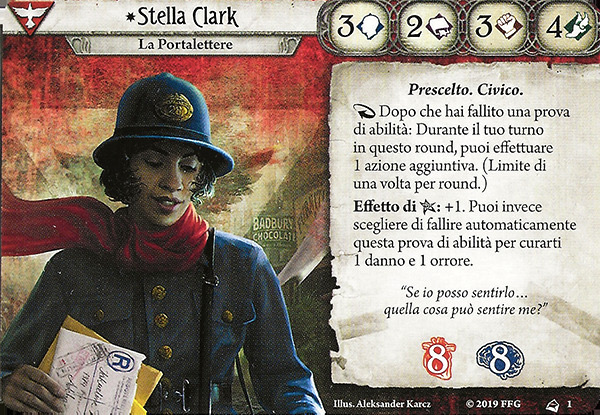 *Stella Clark
La Portalettere
3 2 3 4
Prescelto. Civico.
Dopo che hai fallito una prova
di abilità: Durante il tuo turno
in questo round, puoi effettuare
1 azione aggiuntiva. (Limite di
una volta per round.)
Effetto di : +1. Puoi invece
scegliere di fallire automaticamente
questa prova di abilità per curarti
1 danno e 1 orrore.
“Se io posso sentirlo…
quella cosa può sentire me?”
BADBURY
CHOCOLATE
R
8 8
Illus. Aleksander Karcz
© 2019 FFG
1